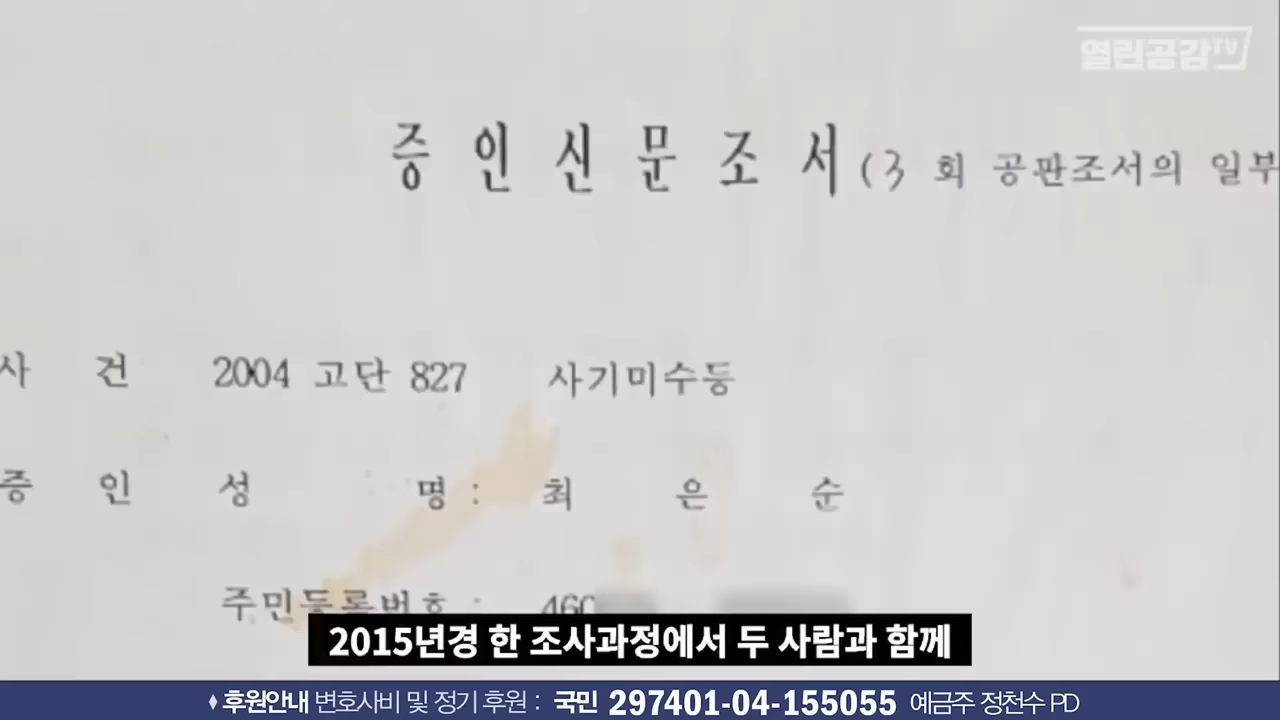 열린공감TV
증 인 신 문 조 서 (3 회 공판조서의 일부
사 건 2004 고단 827 사기미수등
증 인 성 명 : 최 은 순
주민등록번호 : 460
2015년경 한 조사과정에서 두 사람과 함께
♦ 후원안내 변호사비 및 정기 후원 : 국민 297401-04-155055 예금주 정천수 PD